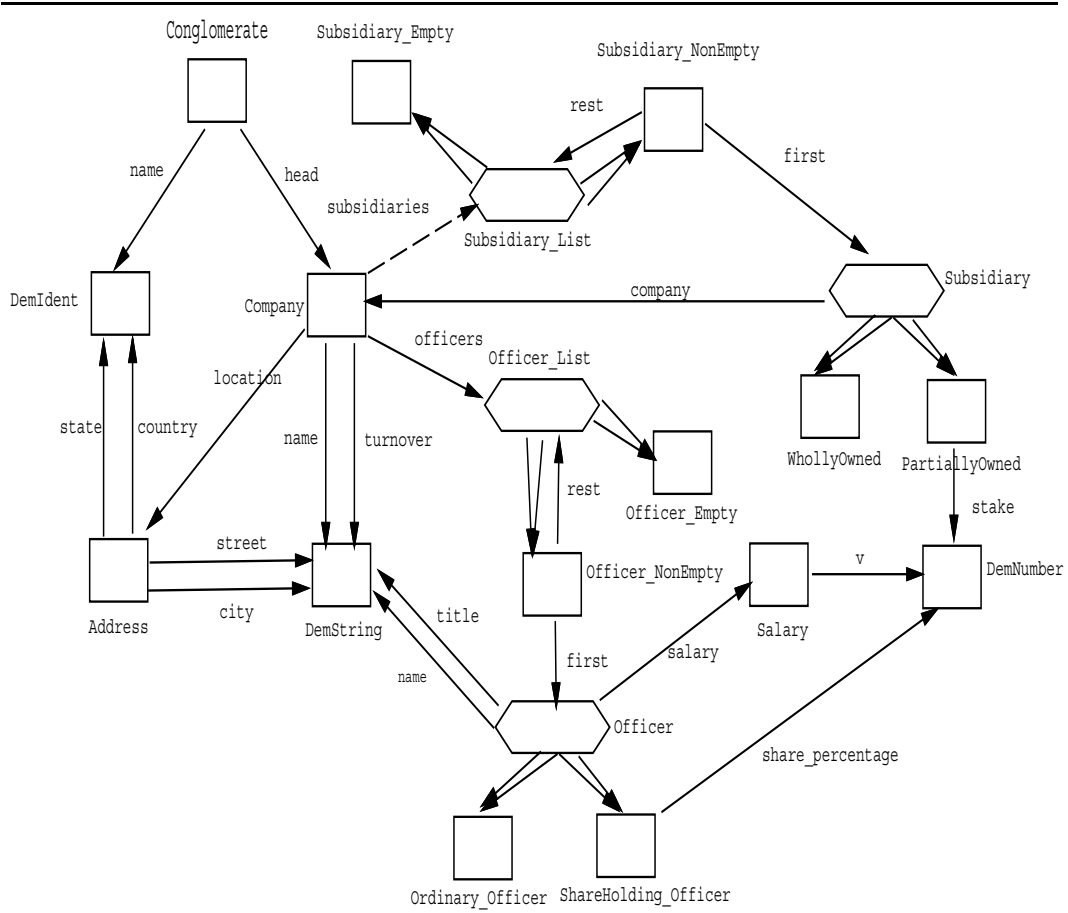 Conglomerate
Subsidiary_Empty
Subsidiary_NonEmpty
rest
name
head
first
subsidiaries
Subsidiary_List
DemIdent
Company
company
Subsidiary
officers
Officer_List
location
state
country
name
turnover
WhollyOwned
PartiallyOwned
rest
Officer_Empty
stake
street
v
Officer_NonEmpty
DemNumber
city
Address
DemString
title
Salary
first
salary
name
Officer
share_percentage
Ordinary_Officer
ShareHolding_Officer